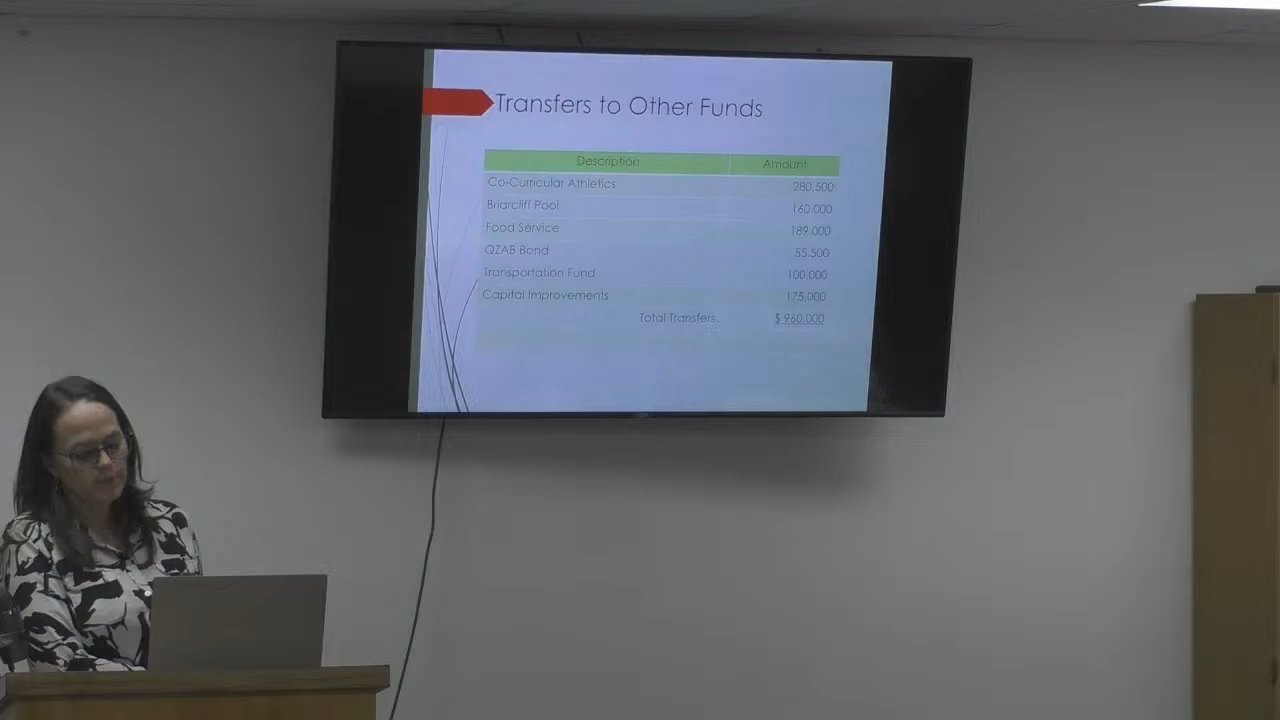 Transfers to Other Funds
Description Amount
Co-Curricular Athletics 280,500
Briarcliff Pool 160,000
Food Service 189,000
QZAB Bond 55,500
Transportation Fund 100,000
Capital Improvements 175,000
Total Transfers $ 960,000